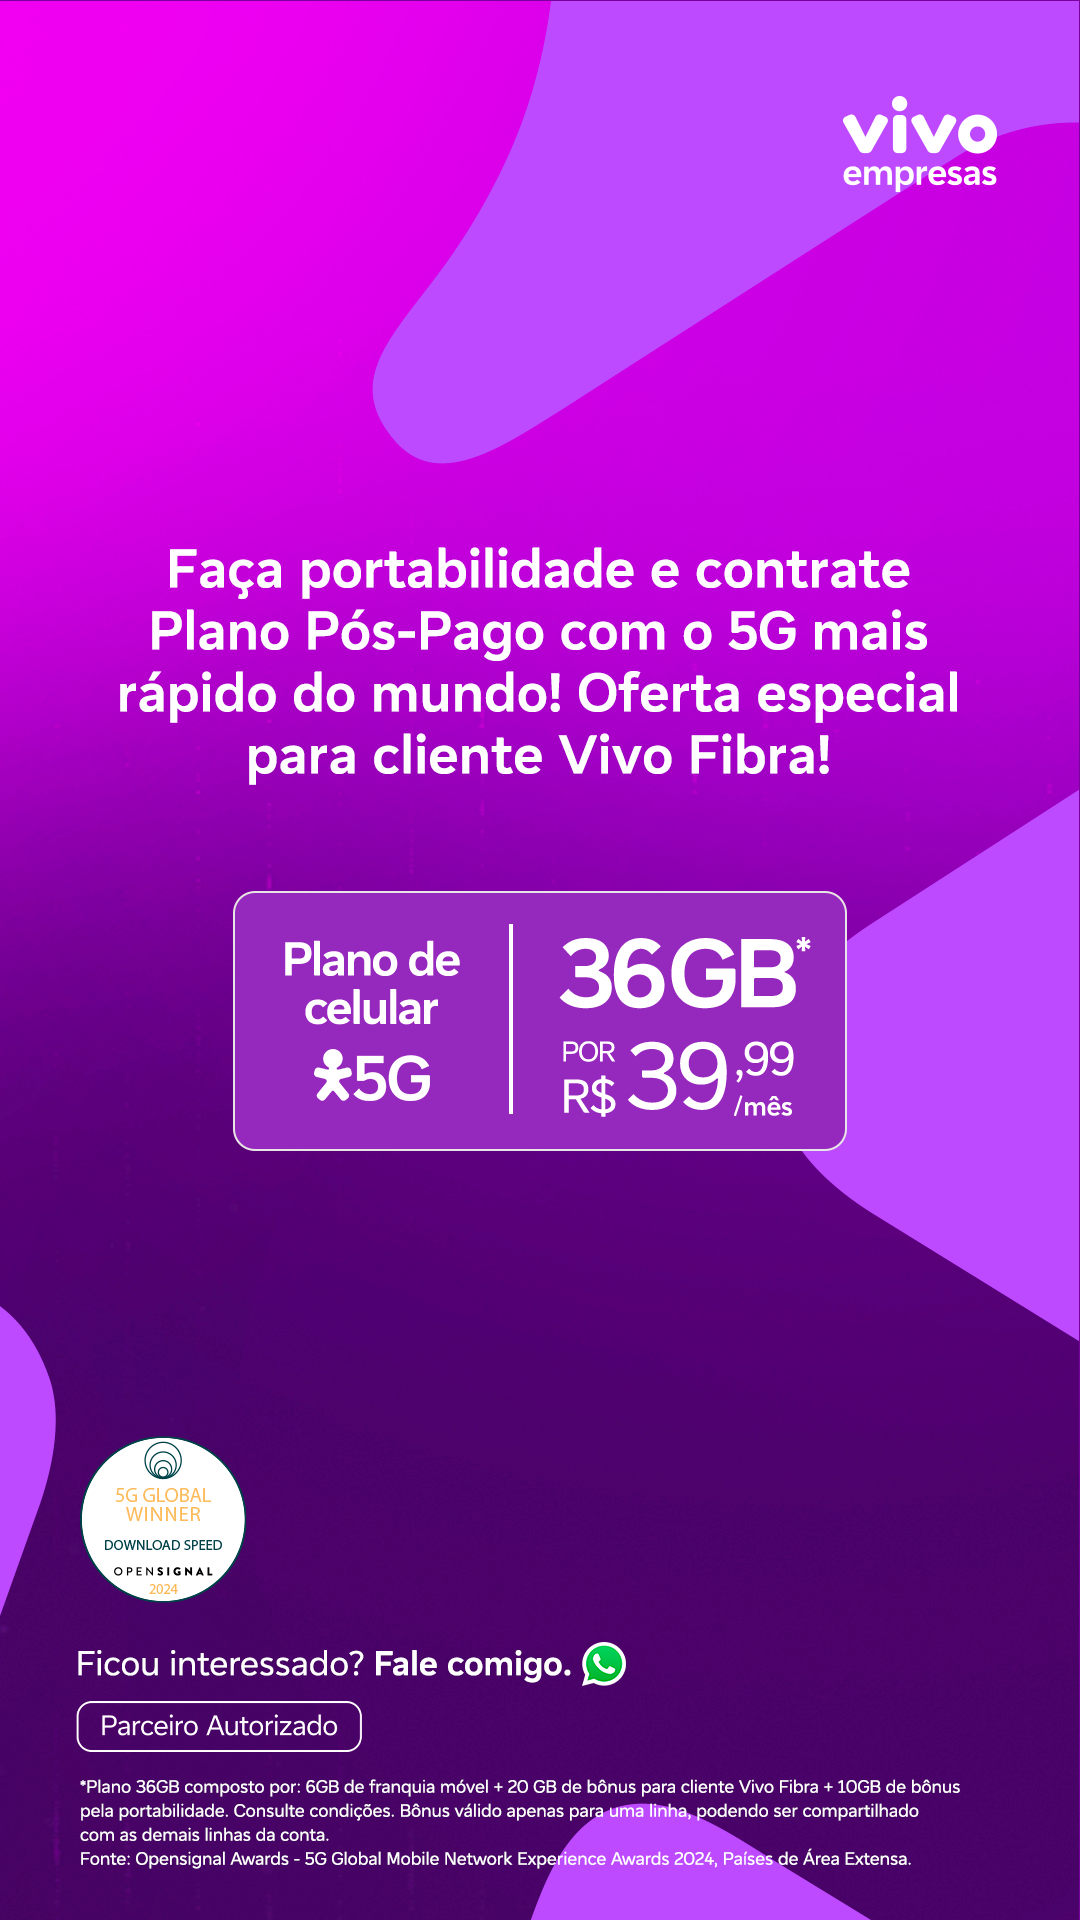 vivo
empresas
Faça portabilidade e contrate
Plano Pós-Pago com o 5G mais
rápido do mundo! Oferta especial
para cliente Vivo Fibra!
Plano de
celular
5G
36GB*
POR
R$ 39,99
/mês
5G GLOBAL
WINNER
DOWNLOAD SPEED
OPENSIGNAL
2024
Ficou interessado? Fale comigo.
Parceiro Autorizado
*Plano 36GB composto por: 6GB de franquia móvel + 20 GB de bônus para cliente Vivo Fibra + 10GB de bônus
pela portabilidade. Consulte condições. Bônus válido apenas para uma linha, podendo ser compartilhado
com as demais linhas da conta.
Fonte: Opensignal Awards - 5G Global Mobile Network Experience Awards 2024, Países de Área Extensa.